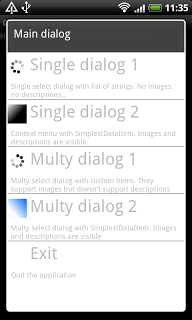 11:35
Main dialog
Single dialog 1
Single select dialog with list of strings. No images,
no descriptions..
Single dialog 2
Context menu with SimplestDataItem. Images and
descriptions are visible
Multy dialog 1
Multy select dialog with custom items. They
support images but doesn't support desctiptions
Multy dialog 2
Multy select dialog with SimplestDataItem. Images
and descriptions are visible
Exit
Quit the application